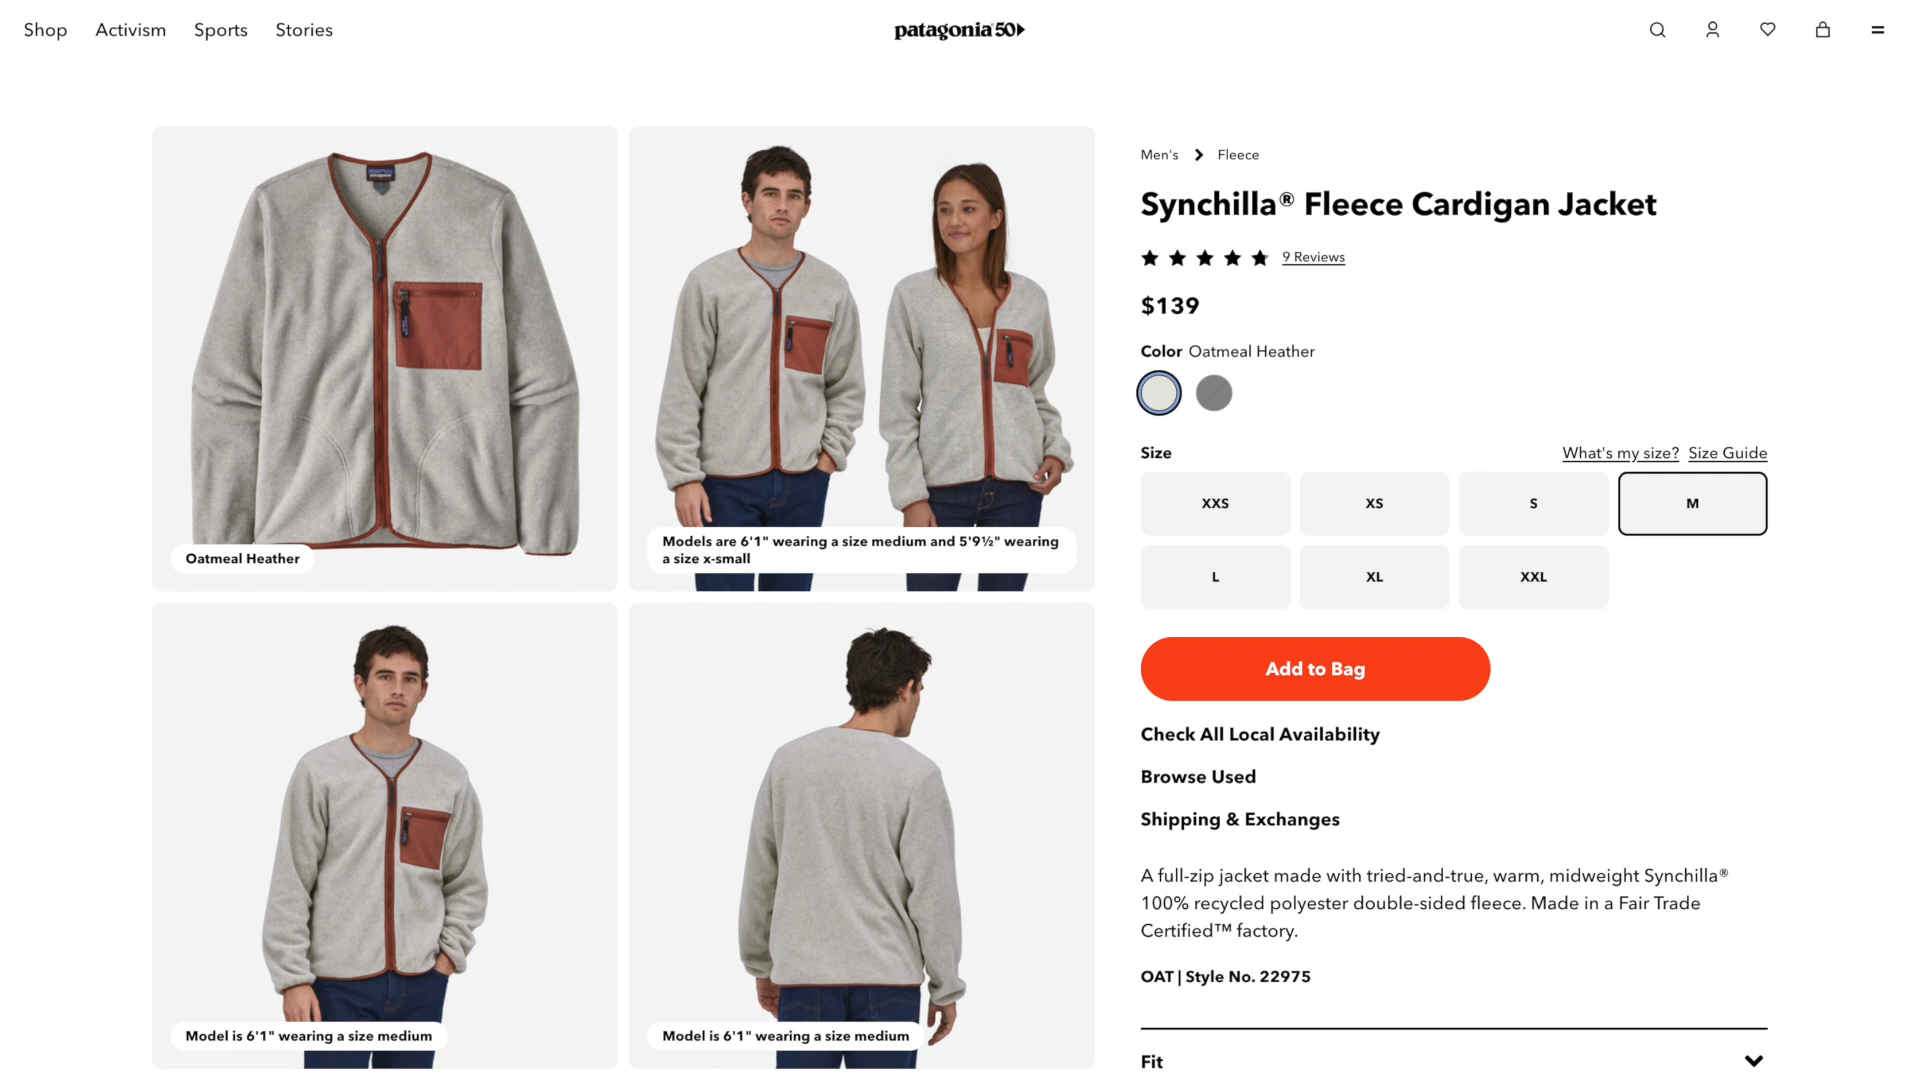 Shop
Activism
Sports
Stories
patagonia 50
Men's
Fleece
Synchilla® Fleece Cardigan Jacket
9 Reviews
$139
Color Oatmeal Heather
Size
What's my size?
Size Guide
XXS
XS
S
M
L
XL
XXL
Add to Bag
Check All Local Availability
Browse Used
Shipping & Exchanges
A full-zip jacket made with tried-and-true, warm, midweight Synchilla®
100% recycled polyester double-sided fleece. Made in a Fair Trade
Certified™ factory.
OAT | Style No. 22975
Fit
Oatmeal Heather
Models are 6'1" wearing a size medium and 5'9½" wearing
a size x-small
Model is 6'1" wearing a size medium
Model is 6'1" wearing a size medium